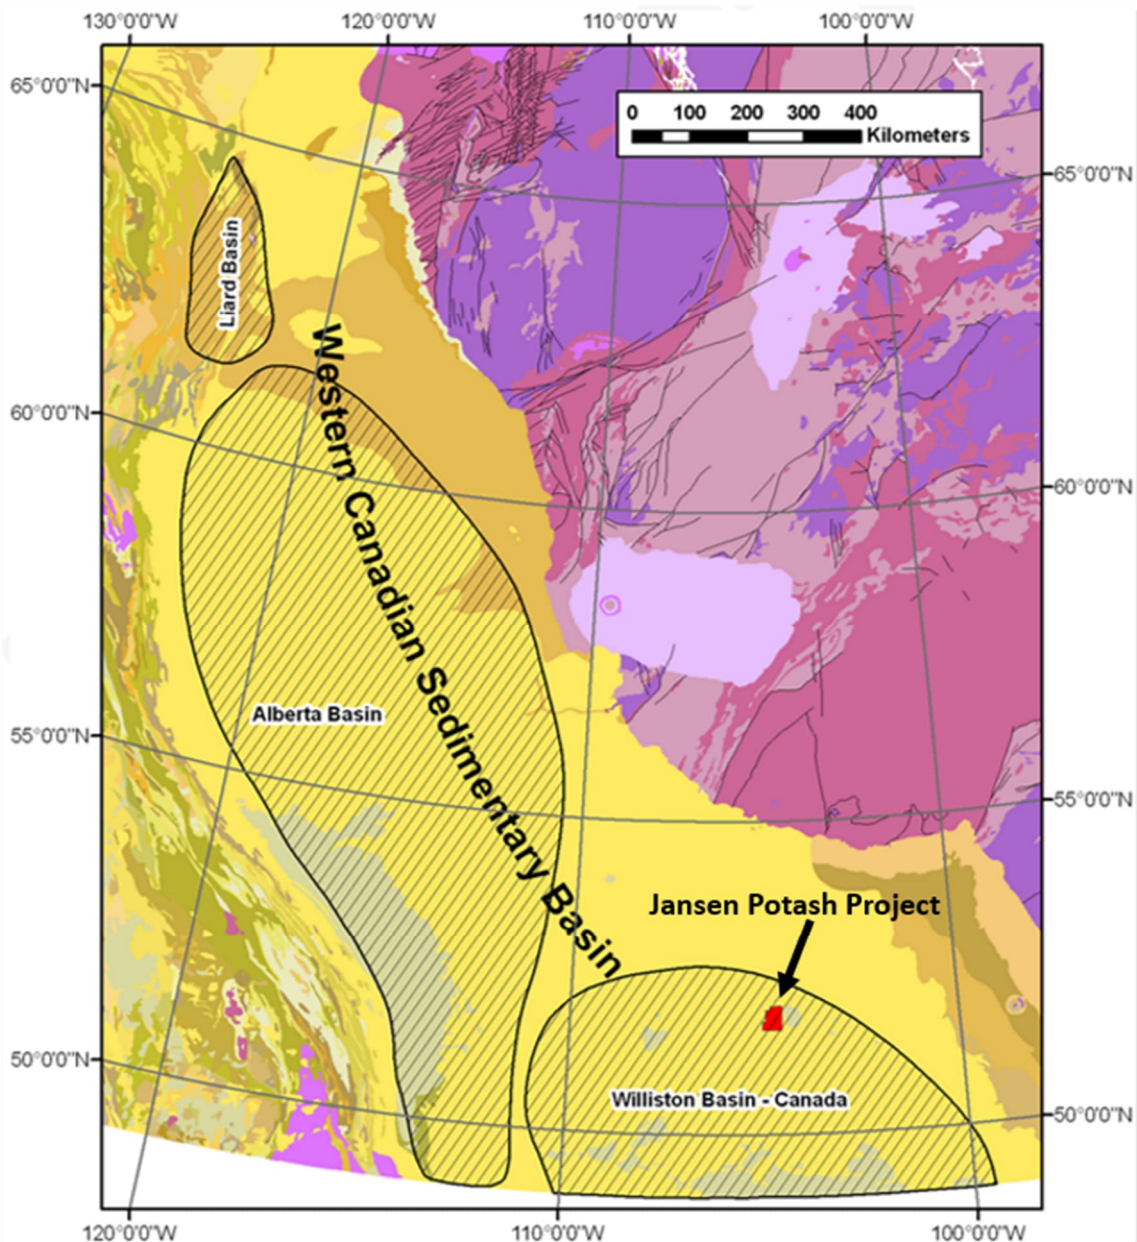 130°0'0"W 120°0'0"W 110°0'0"W 100°0'0"W
65°0'0"N
0 100 200 300 400
Kilometers
65°0'0"N
Liard Basin
Western Canadian Sedimentary Basin
60°0'0"N
60°0'0"N
Alberta Basin
55°0'0"N
55°0'0"N
Jansen Potash Project
50°0'0"N
Williston Basin - Canada
50°0'0"N
120°0'0"W 110°0'0"W 100°0'0"W